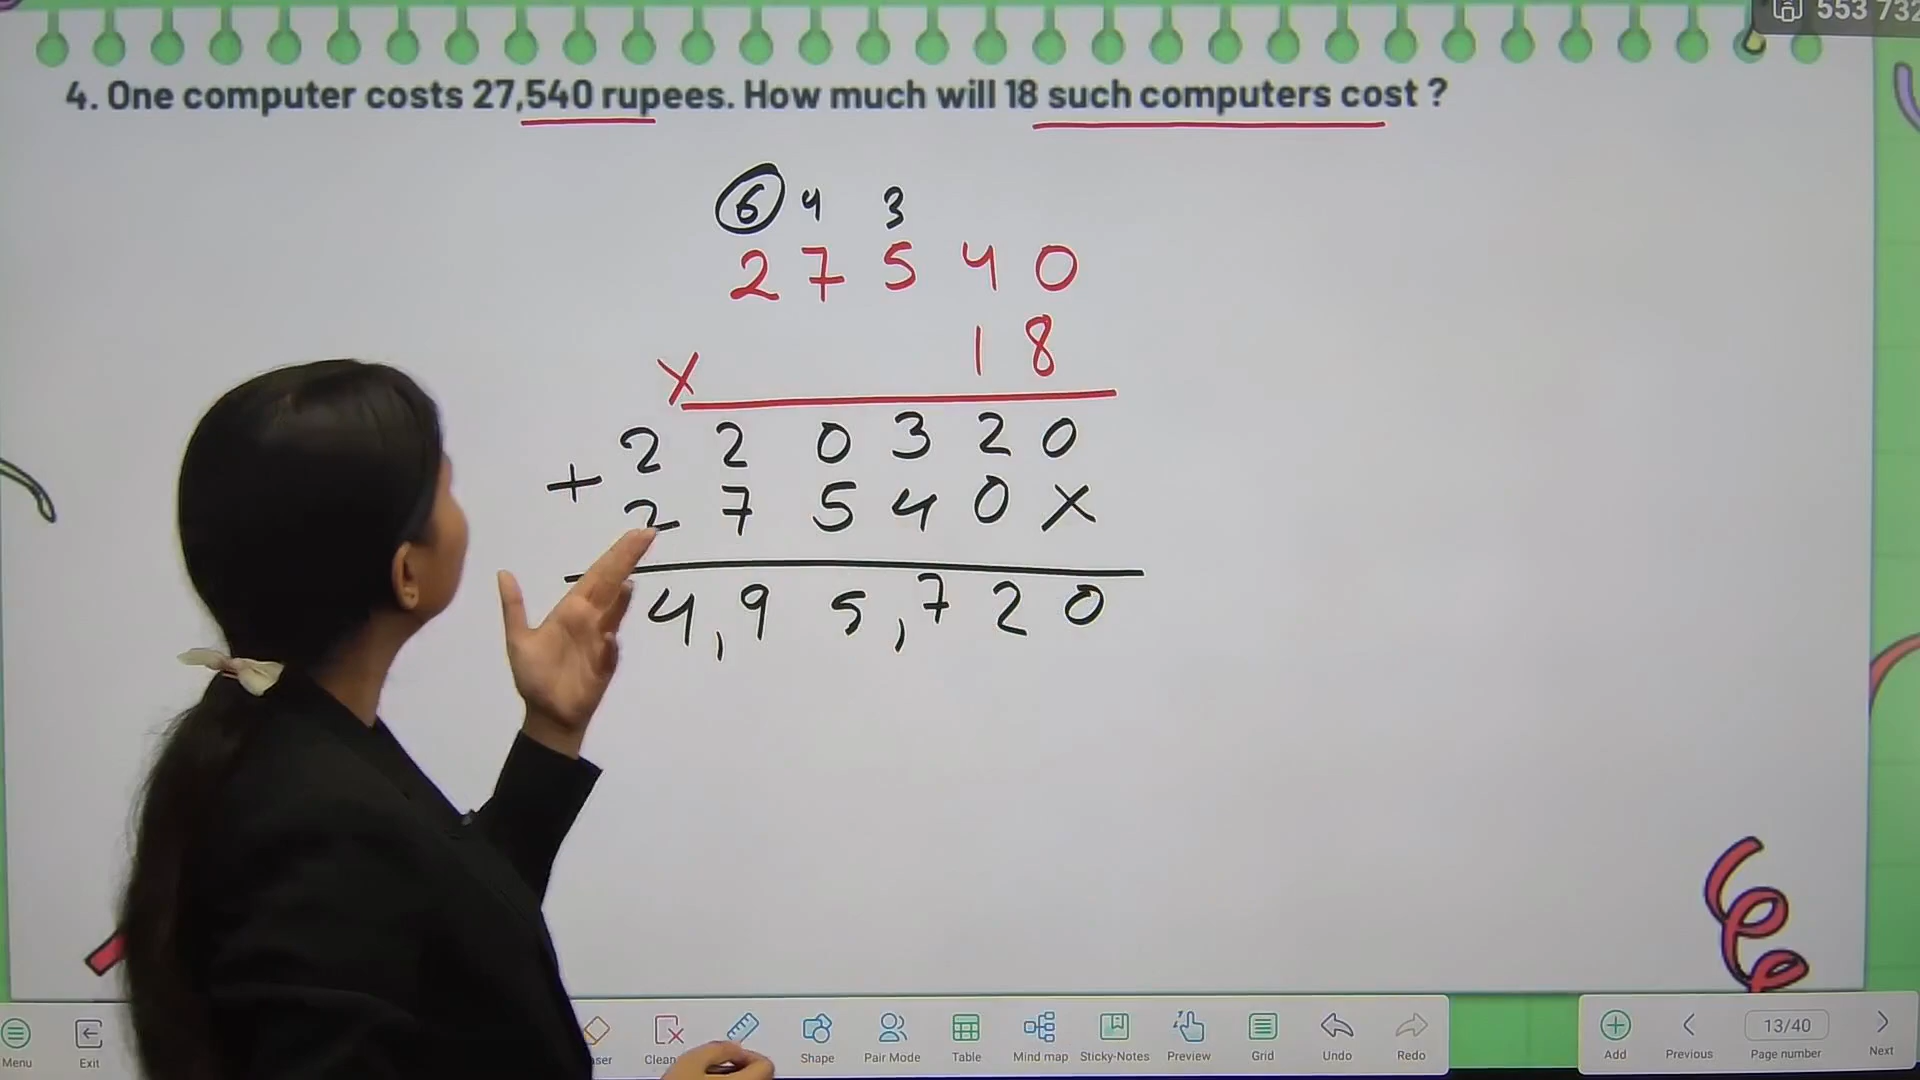 553 732
4. One computer costs 27,540 rupees. How much will 18 such computers cost ?
6 4 3
2 7 5 4 0
x 1 8
2 2 0 3 2 0
+ 2 7 5 4 0 x
4,9 5,7 2 0
Menu Exit Clean Shape Pair Mode Table Mind map Sticky-Notes Preview Grid Undo Redo Add Previous 13/40 Page number Next